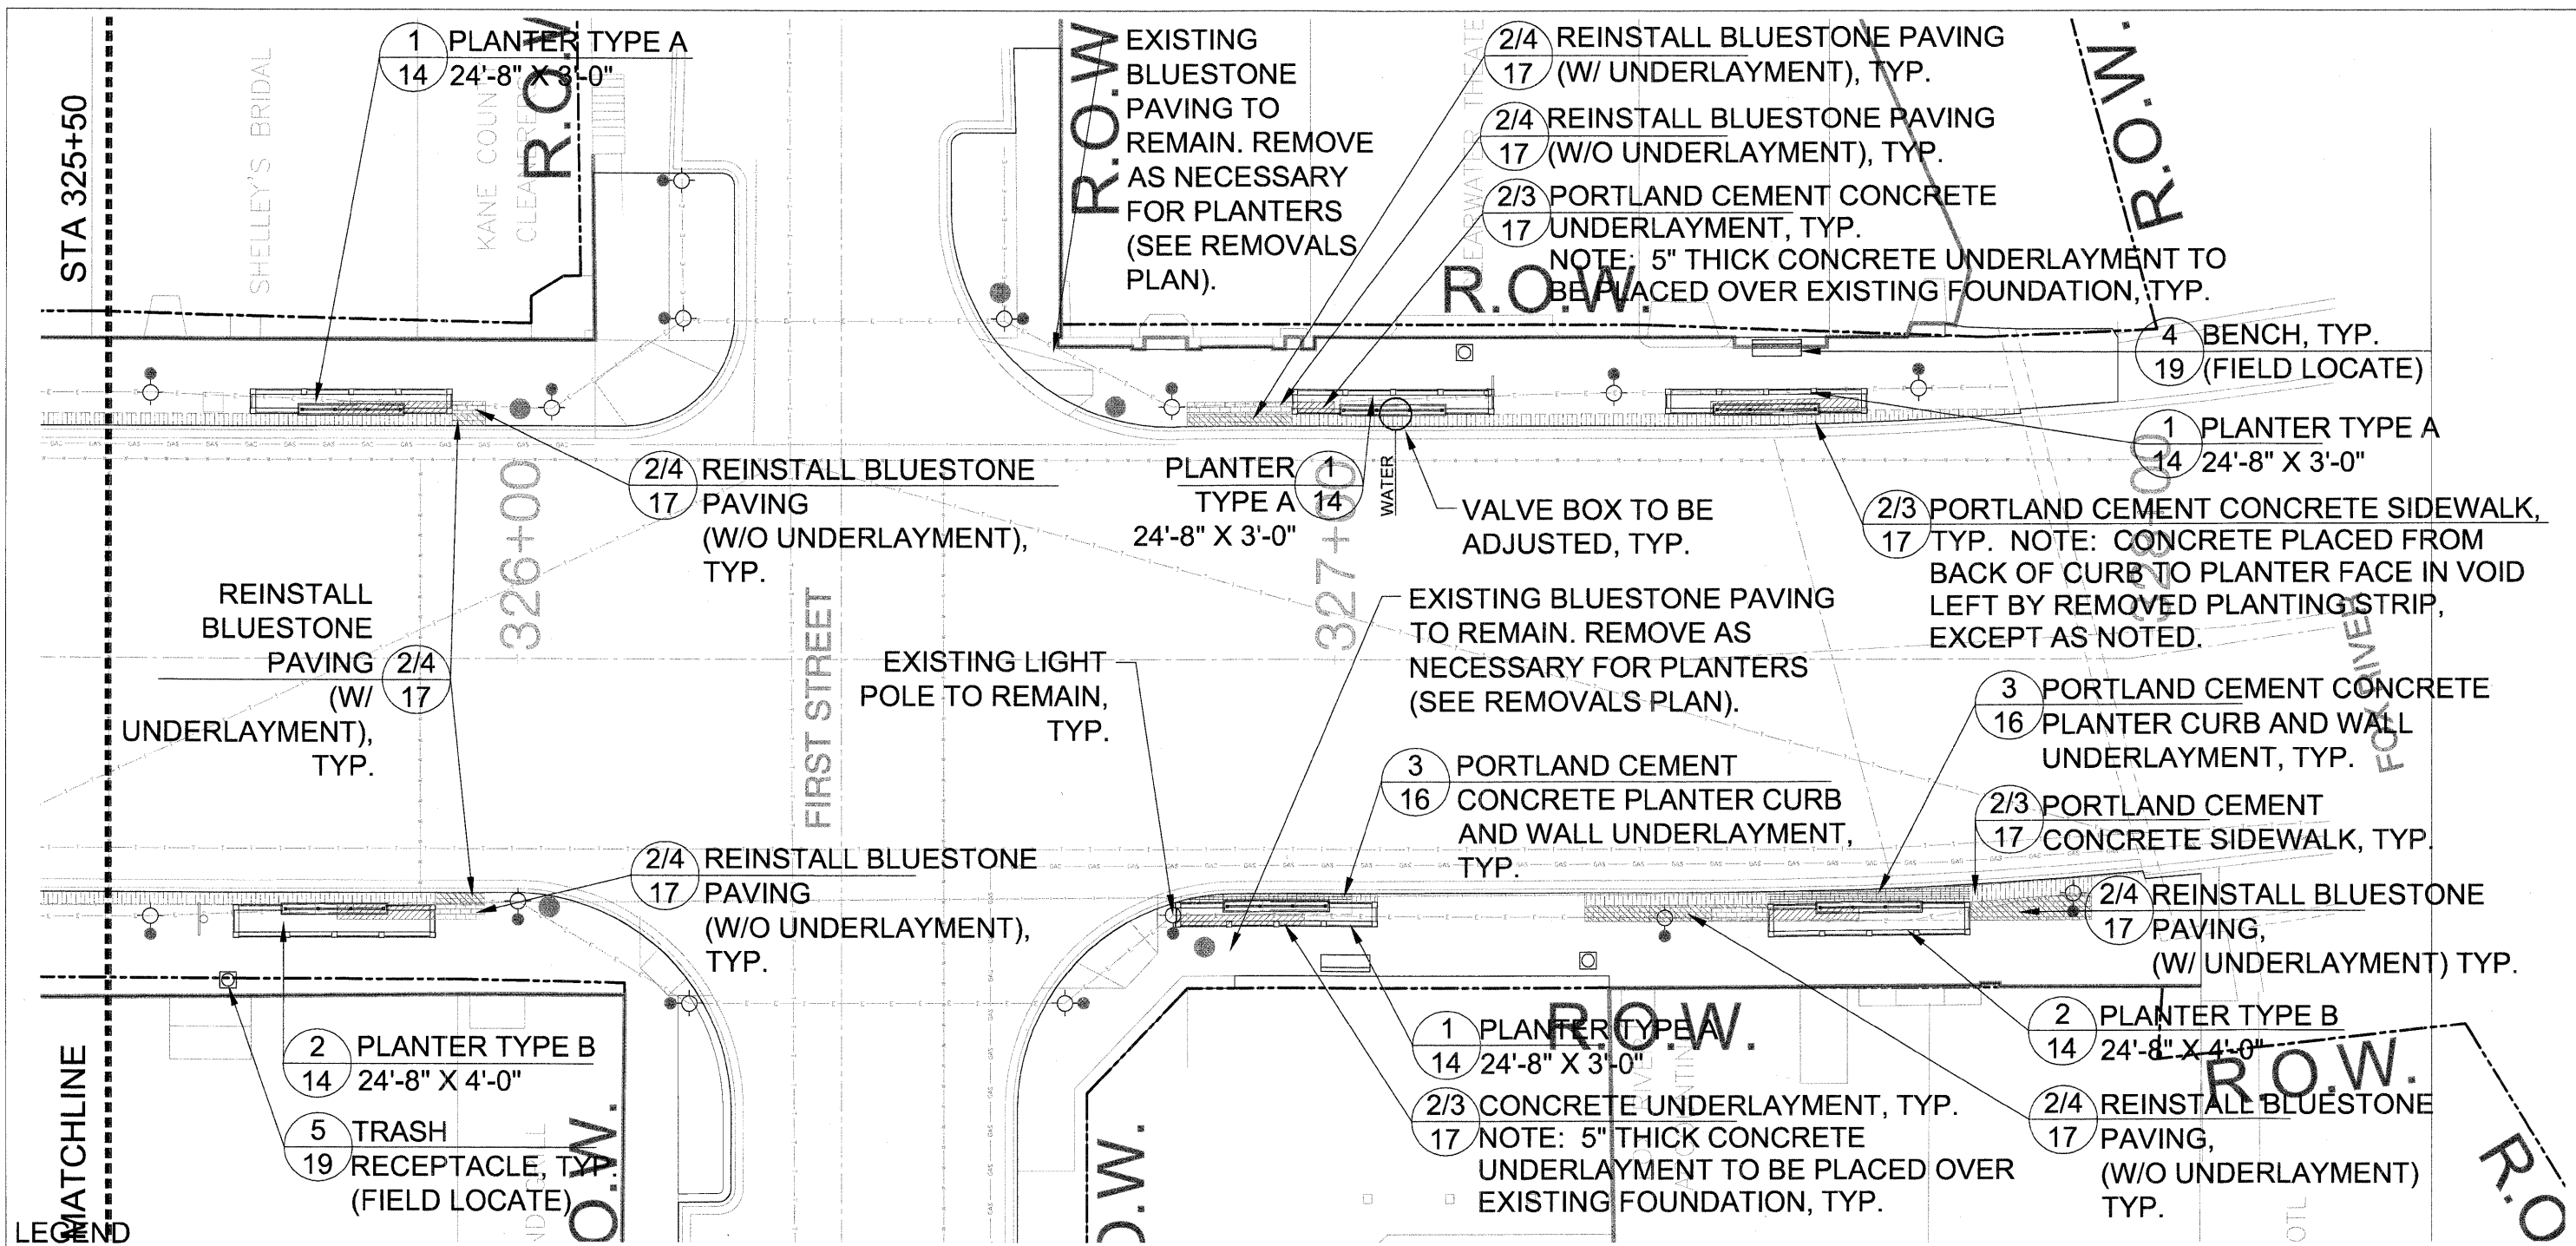 STA 325+50
SHELLEY'S BRIDAL
1
14
PLANTER TYPE A
24'-8" X 3'-0"
KANE COUNT
CLEANERS
R.O.W
R.O.W
EXISTING
BLUESTONE
PAVING TO
REMAIN. REMOVE
AS NECESSARY
FOR PLANTERS
(SEE REMOVALS
PLAN).
2/4
17
REINSTALL BLUESTONE PAVING
(W/ UNDERLAYMENT), TYP.
2/4
17
REINSTALL BLUESTONE PAVING
(W/O UNDERLAYMENT), TYP.
2/3
17
PORTLAND CEMENT CONCRETE
UNDERLAYMENT, TYP.
NOTE: 5" THICK CONCRETE UNDERLAYMENT TO
BE PLACED OVER EXISTING FOUNDATION, TYP.
EARWATER THEATE
R.O.W.
R.O.W.
R.O.W.
4
19
BENCH, TYP.
(FIELD LOCATE)
1
14
PLANTER TYPE A
24'-8" X 3'-0"
2/4
17
REINSTALL BLUESTONE
PAVING
(W/O UNDERLAYMENT),
TYP.
326+00
PLANTER
TYPE A
1
14
24'-8" X 3'-0"
327+00
WATER
VALVE BOX TO BE
ADJUSTED, TYP.
2/3
17
PORTLAND CEMENT CONCRETE SIDEWALK,
TYP. NOTE: CONCRETE PLACED FROM
BACK OF CURB TO PLANTER FACE IN VOID
LEFT BY REMOVED PLANTING STRIP,
EXCEPT AS NOTED.
328+00
FOX RIVER
REINSTALL
BLUESTONE
PAVING
(W/
UNDERLAYMENT),
TYP.
2/4
17
FIRST STREET
EXISTING LIGHT
POLE TO REMAIN,
TYP.
EXISTING BLUESTONE PAVING
TO REMAIN. REMOVE AS
NECESSARY FOR PLANTERS
(SEE REMOVALS PLAN).
3
16
PORTLAND CEMENT
CONCRETE PLANTER CURB
AND WALL UNDERLAYMENT,
TYP.
3
16
PORTLAND CEMENT CONCRETE
PLANTER CURB AND WALL
UNDERLAYMENT, TYP.
2/3
17
PORTLAND CEMENT
CONCRETE SIDEWALK, TYP.
2/4
17
REINSTALL BLUESTONE
PAVING
(W/O UNDERLAYMENT),
TYP.
2/4
17
REINSTALL BLUESTONE
PAVING,
(W/ UNDERLAYMENT) TYP.
2
14
PLANTER TYPE B
24'-8" X 4'-0"
5
19
TRASH
RECEPTACLE, TYP.
(FIELD LOCATE)
1
14
PLANTER TYPE A
24'-8" X 3'-0"
R.O.W.
2/3
17
CONCRETE UNDERLAYMENT, TYP.
NOTE: 5" THICK CONCRETE
UNDERLAYMENT TO BE PLACED OVER
EXISTING FOUNDATION, TYP.
2
14
PLANTER TYPE B
24'-8" X 4'-0"
R.O.W.
2/4
17
REINSTALL BLUESTONE
PAVING,
(W/O UNDERLAYMENT)
TYP.
R.O
O.W.
O.W.
MATCHLINE
LEGEND